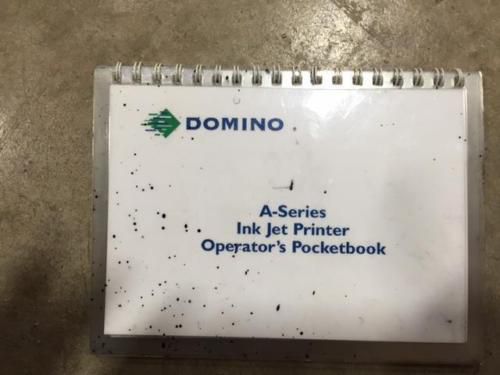 DOMINO
A-Series
Ink Jet Printer
Operator's Pocketbook